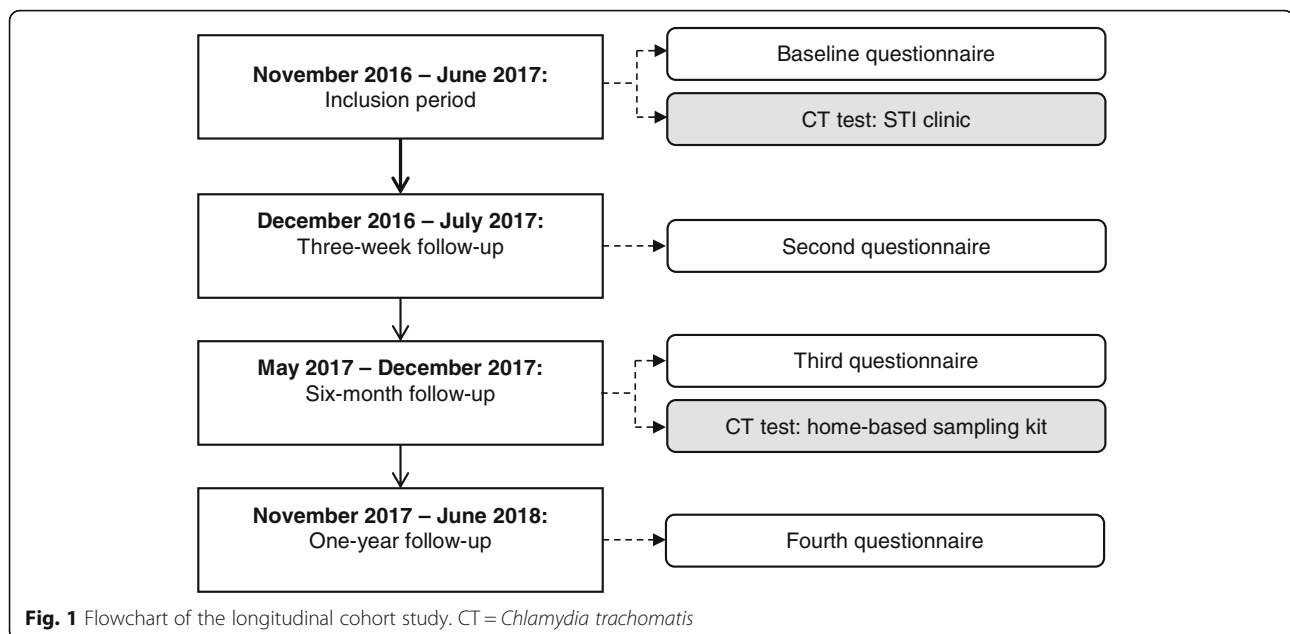 November 2016 – June 2017:
Inclusion period
Baseline questionnaire
CT test: STI clinic
December 2016 – July 2017:
Three-week follow-up
Second questionnaire
May 2017 – December 2017:
Six-month follow-up
Third questionnaire
CT test: home-based sampling kit
November 2017 – June 2018:
One-year follow-up
Fourth questionnaire
Fig. 1 Flowchart of the longitudinal cohort study. CT = Chlamydia trachomatis